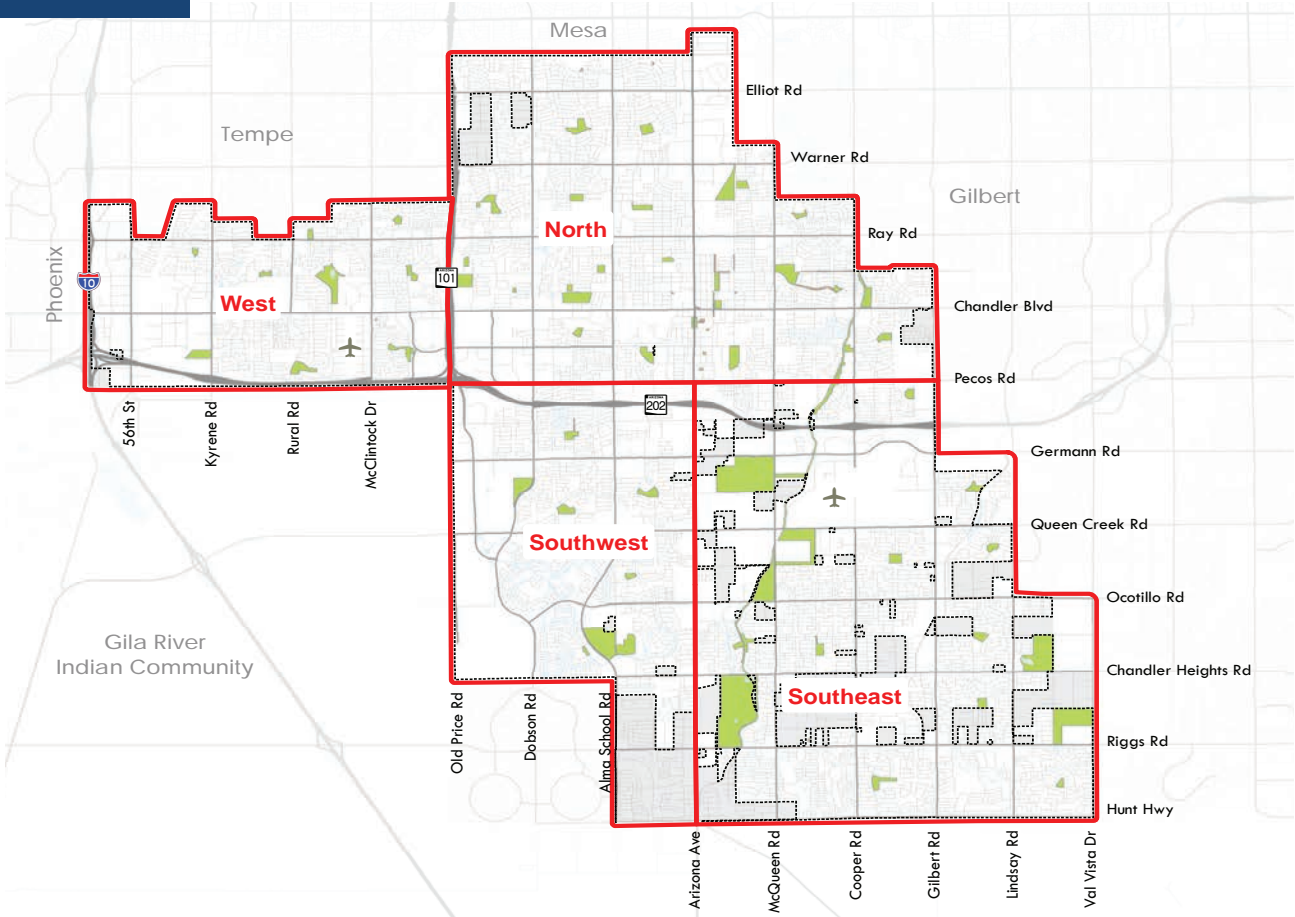 Mesa
Elliot Rd
Tempe
Warner Rd
Gilbert
North
Ray Rd
Phoenix
10
101
West
Chandler Blvd
Pecos Rd
202
56th St
Kyrene Rd
Rural Rd
McClintock Dr
Germann Rd
Queen Creek Rd
Southwest
Ocotillo Rd
Gila River
Indian Community
Chandler Heights Rd
Southeast
Old Price Rd
Dobson Rd
Alma School Rd
Riggs Rd
Hunt Hwy
Arizona Ave
McQueen Rd
Cooper Rd
Gilbert Rd
Lindsay Rd
Val Vista Dr